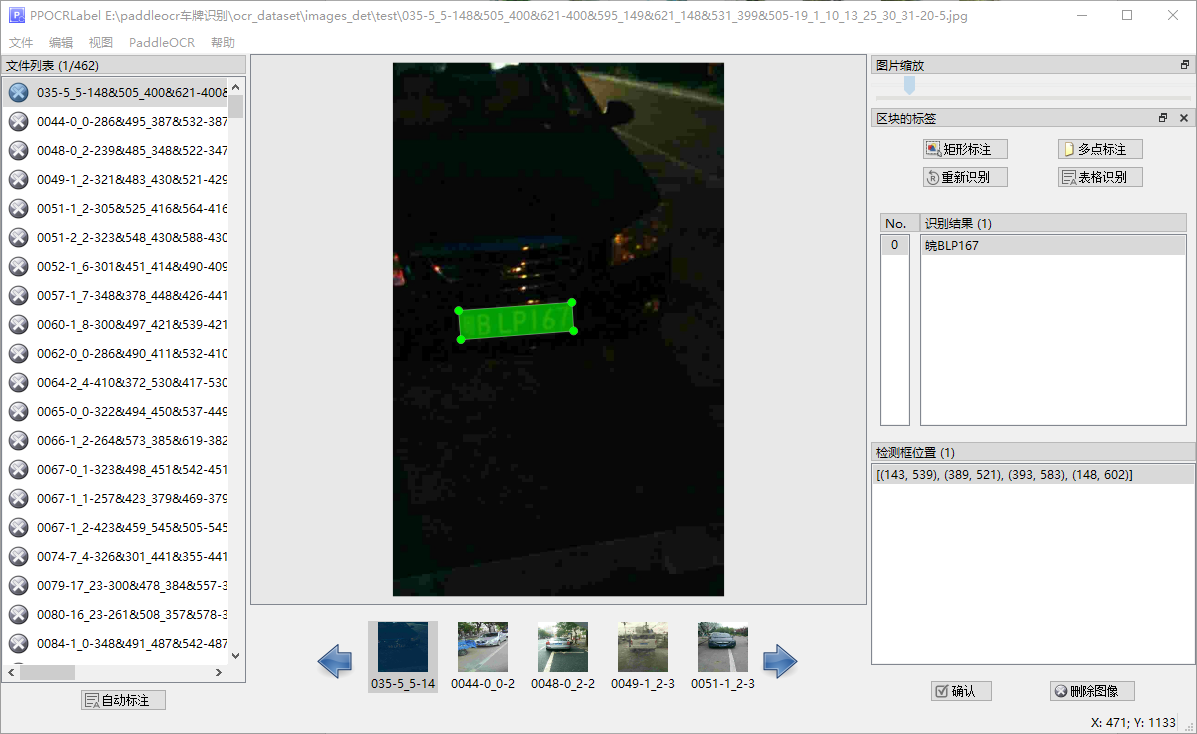 PPOCRLabel E:\paddleocr车牌识别\ocr_dataset\images_det\test\035-5_5-148&505_400&621-400&595_149&621_148&531_399&505-19_1_10_13_25_30_31-20-5.jpg
文件 编辑 视图 PaddleOCR 帮助
文件列表 (1/462)
035-5_5-148&505_400&621-400&
0044-0_0-286&495_387&532-387
0048-0_2-239&485_348&522-347
0049-1_2-321&483_430&521-429
0051-1_2-305&525_416&564-416
0051-2_2-323&548_430&588-430
0052-1_6-301&451_414&490-409
0057-1_7-348&378_448&426-441
0060-1_8-300&497_421&539-421
0062-0_0-286&490_411&532-410
0064-2_4-410&372_530&417-530
0065-0_0-322&494_450&537-449
0066-1_2-264&573_385&619-382
0067-0_1-323&498_451&542-451
0067-1_1-257&423_379&469-379
0067-1_2-423&459_545&505-545
0074-7_4-326&301_441&355-441
0079-17_23-300&478_384&557-3
0080-16_23-261&508_357&578-3
0084-1_0-348&491_487&542-487
自动标注
BLP167
035-5_5-14 0044-0_0-2 0048-0_2-2 0049-1_2-3 0051-1_2-3
图片缩放
区块的标签
矩形标注 多点标注
重新识别 表格识别
No. 识别结果 (1)
0 皖BLP167
检测框位置 (1)
[(143, 539), (389, 521), (393, 583), (148, 602)]
确认 删除图像
X: 471; Y: 1133